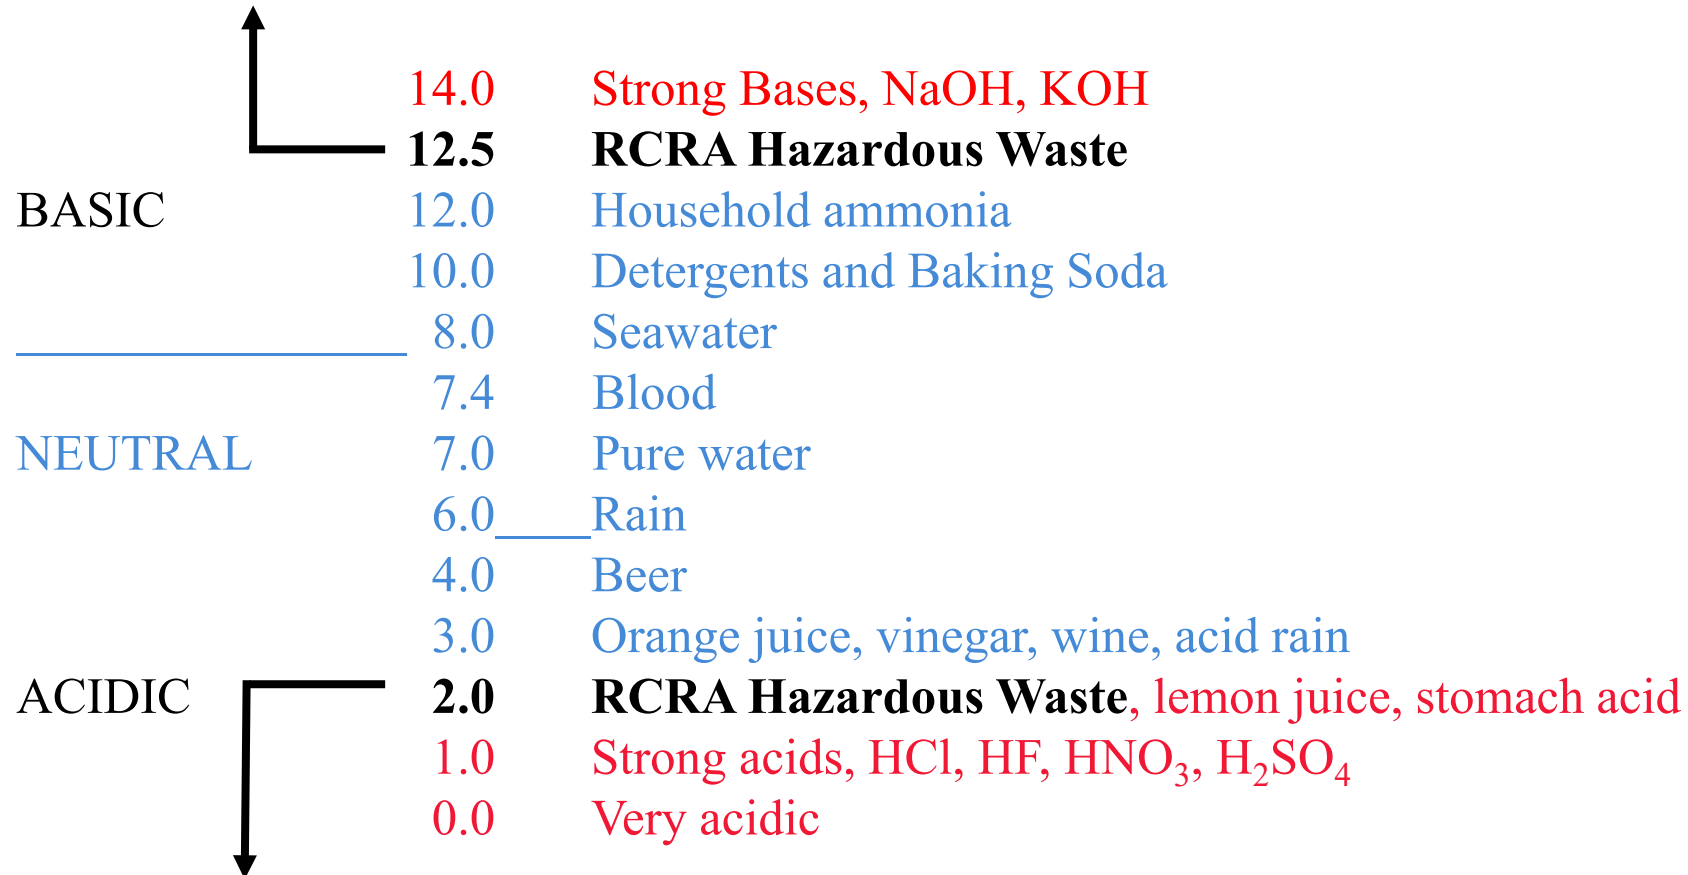 14.0 Strong Bases, NaOH, KOH
12.5 RCRA Hazardous Waste
BASIC 12.0 Household ammonia
10.0 Detergents and Baking Soda
8.0 Seawater
7.4 Blood
NEUTRAL 7.0 Pure water
6.0 Rain
4.0 Beer
3.0 Orange juice, vinegar, wine, acid rain
ACIDIC 2.0 RCRA Hazardous Waste, lemon juice, stomach acid
1.0 Strong acids, HCl, HF, HNO₃, H₂SO₄
0.0 Very acidic